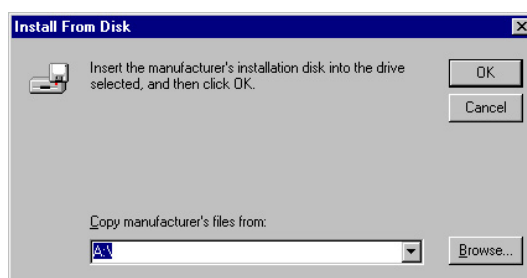 Install From Disk
Insert the manufacturer's installation disk into the drive
selected, and then click OK.
OK
Cancel
Copy manufacturer's files from:
A:\
Browse...